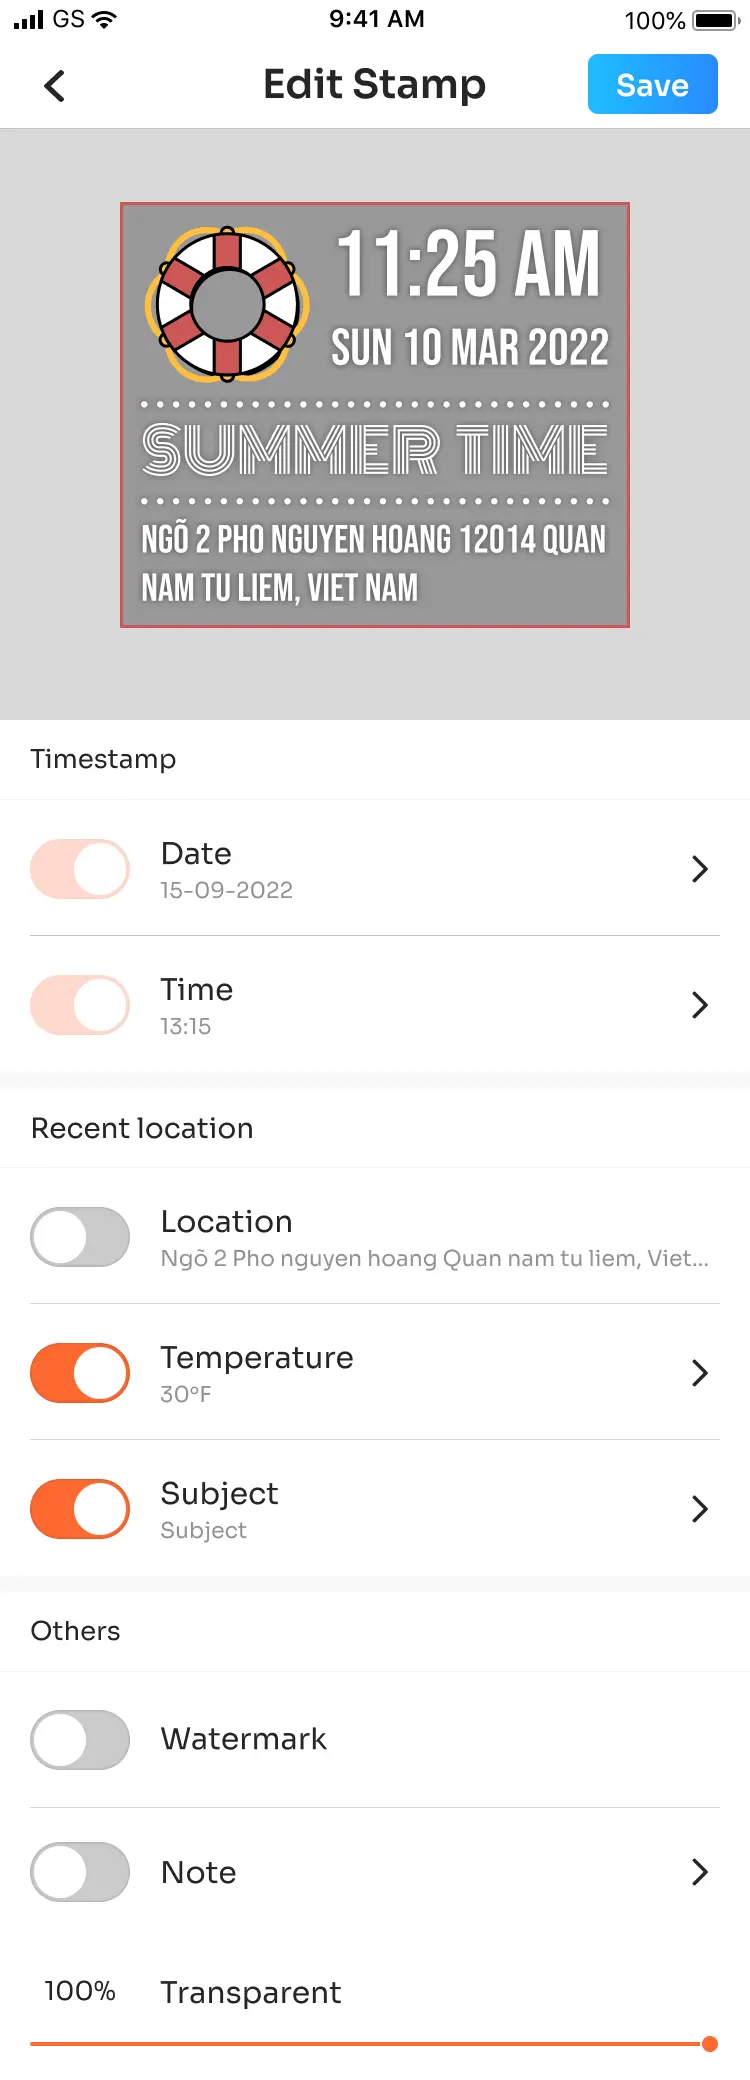 GS
9:41 AM
100%
Edit Stamp
Save
11:25 AM
SUN 10 MAR 2022
SUMMER TIME
NGÕ 2 PHO NGUYEN HOANG 12014 QUAN
NAM TU LIEM, VIET NAM
Timestamp
Date
15-09-2022
Time
13:15
Recent location
Location
Ngõ 2 Pho nguyen hoang Quan nam tu liem, Viet...
Temperature
30ºF
Subject
Subject
Others
Watermark
Note
100%
Transparent